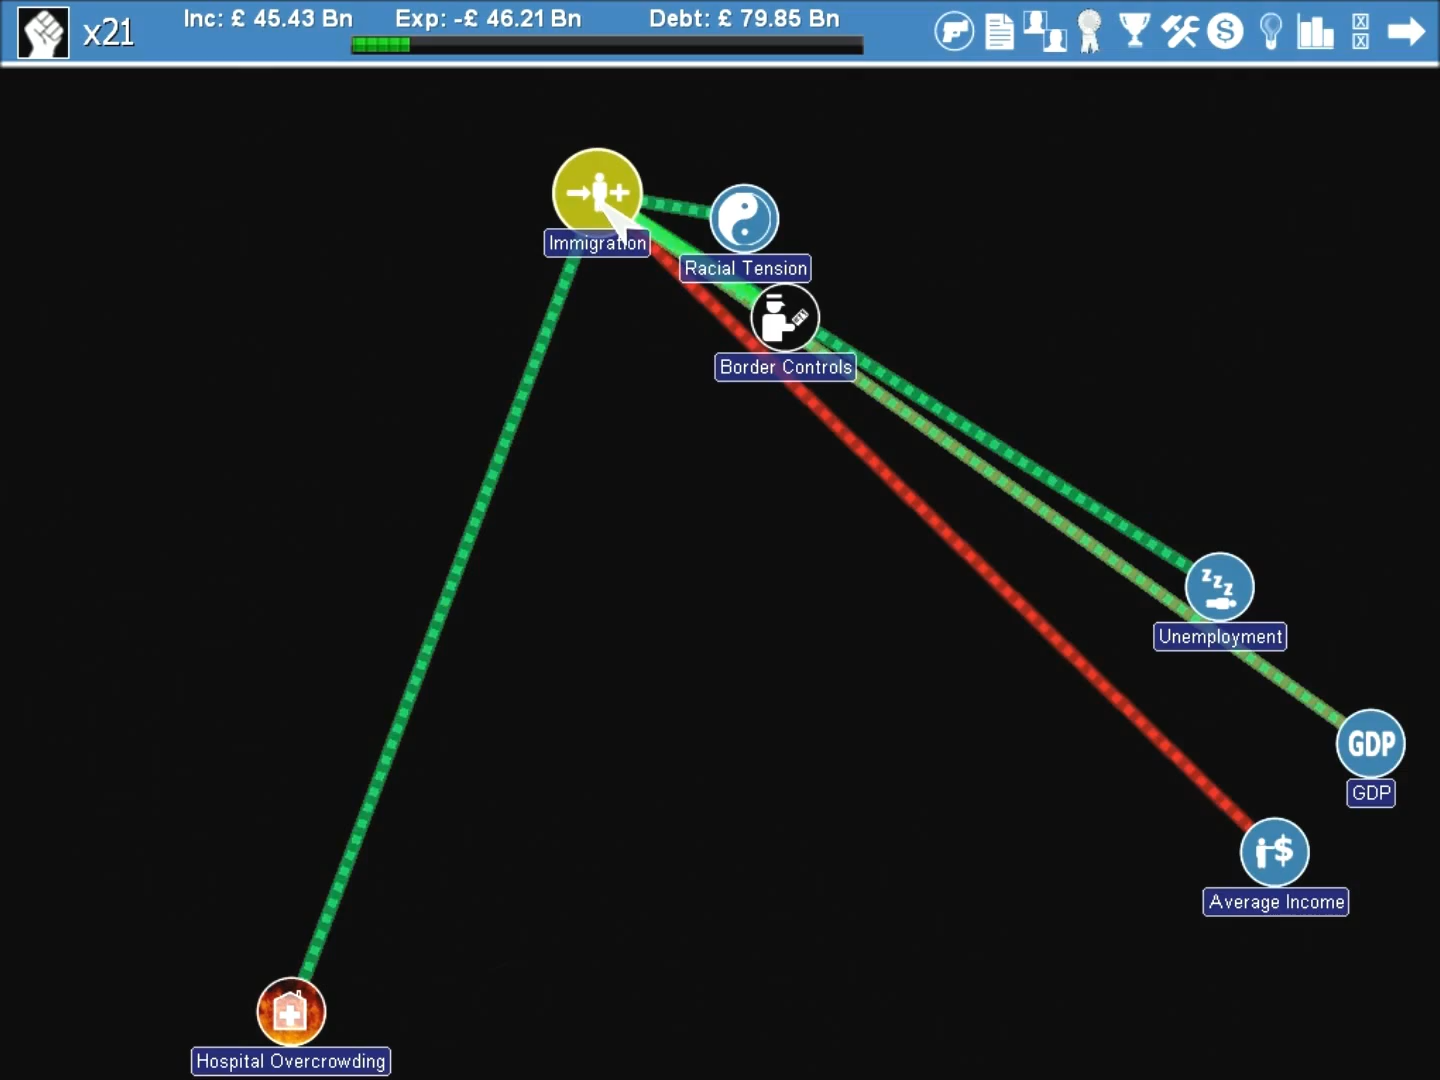 x21
Inc: £ 45.43 Bn
Exp: -£ 46.21 Bn
Debt: £ 79.85 Bn
Immigration
Racial Tension
Border Controls
zzz
Unemployment
GDP
GDP
Average Income
Hospital Overcrowding